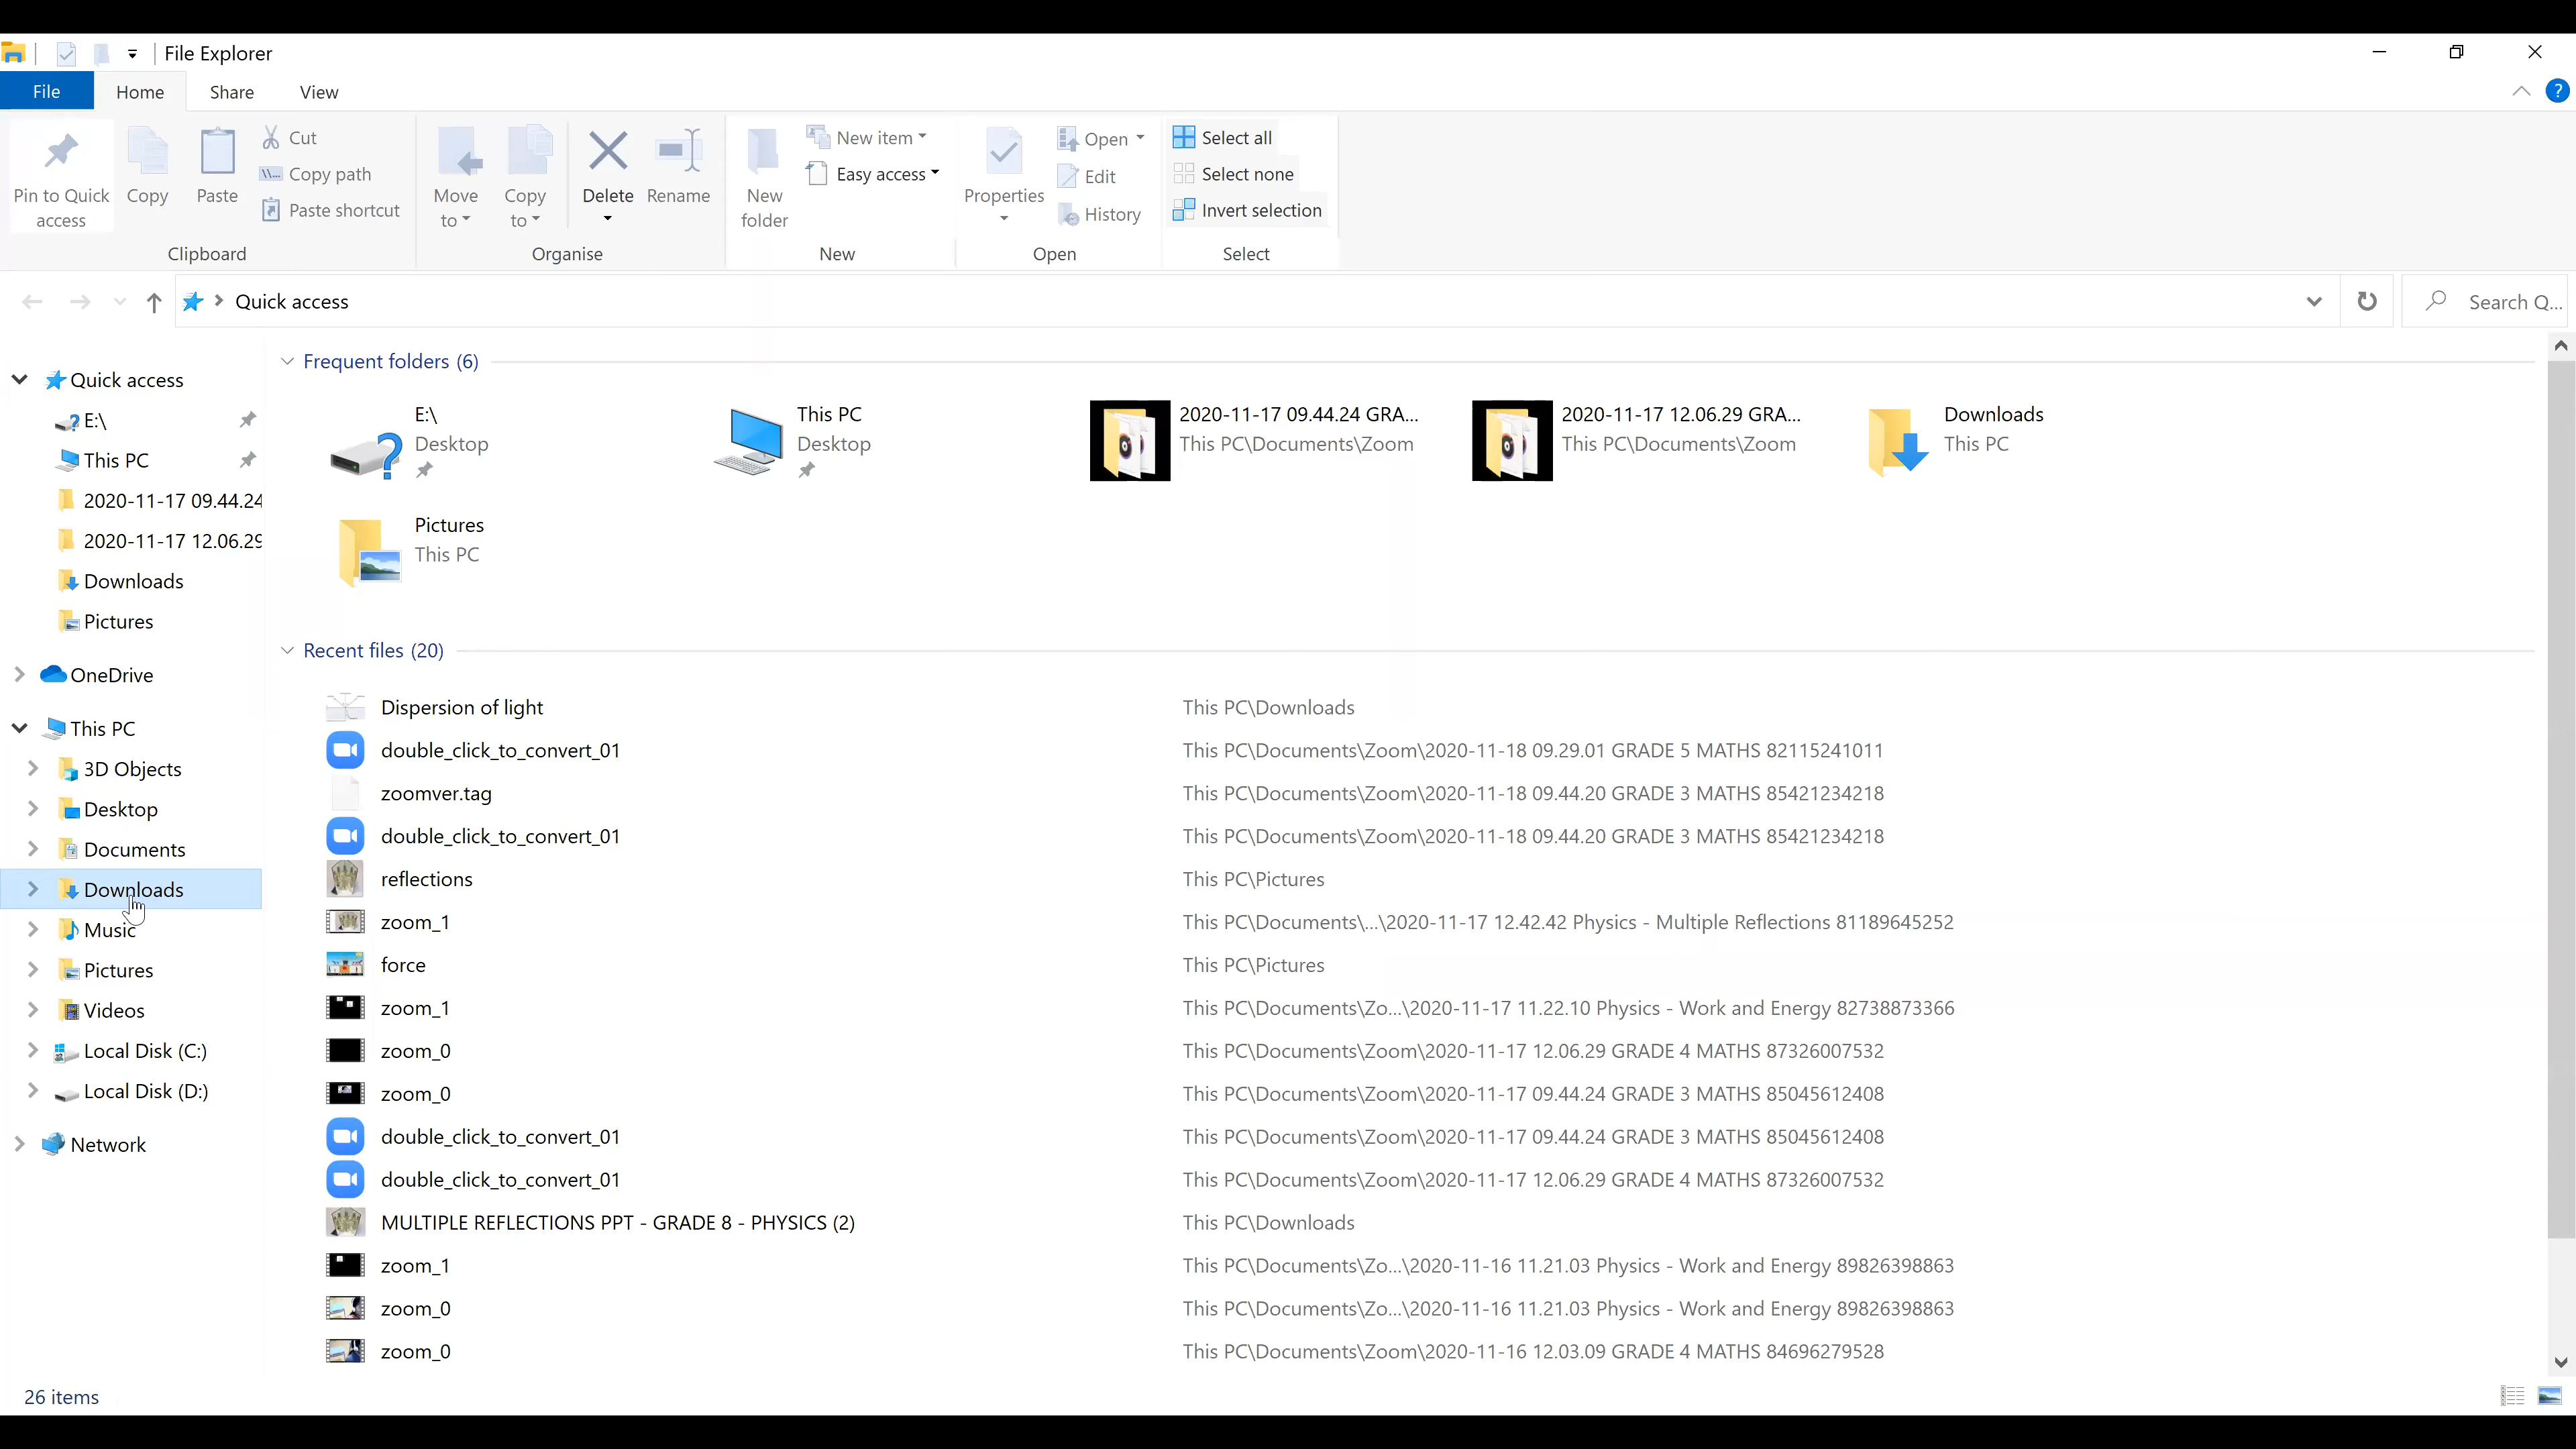 File Explorer
File Home Share View
Pin to Quick access
Copy
Paste
Cut
Copy path
Paste shortcut
Clipboard
Move to
Copy to
Delete
Rename
Organise
New folder
New item
Easy access
New
Properties
Open
Edit
History
Open
Select all
Select none
Invert selection
Select
Quick access
Search Q...
Quick access
E:\
This PC
2020-11-17 09.44.24
2020-11-17 12.06.29
Downloads
Pictures
OneDrive
This PC
3D Objects
Desktop
Documents
Downloads
Music
Pictures
Videos
Local Disk (C:)
Local Disk (D:)
Network
Frequent folders (6)
E:\
Desktop
This PC
Desktop
2020-11-17 09.44.24 GRA...
This PC\Documents\Zoom
2020-11-17 12.06.29 GRA...
This PC\Documents\Zoom
Downloads
This PC
Pictures
This PC
Recent files (20)
Dispersion of light This PC\Downloads
double_click_to_convert_01 This PC\Documents\Zoom\2020-11-18 09.29.01 GRADE 5 MATHS 82115241011
zoomver.tag This PC\Documents\Zoom\2020-11-18 09.44.20 GRADE 3 MATHS 85421234218
double_click_to_convert_01 This PC\Documents\Zoom\2020-11-18 09.44.20 GRADE 3 MATHS 85421234218
reflections This PC\Pictures
zoom_1 This PC\Documents\...\2020-11-17 12.42.42 Physics - Multiple Reflections 81189645252
force This PC\Pictures
zoom_1 This PC\Documents\Zo...\2020-11-17 11.22.10 Physics - Work and Energy 82738873366
zoom_0 This PC\Documents\Zoom\2020-11-17 12.06.29 GRADE 4 MATHS 87326007532
zoom_0 This PC\Documents\Zoom\2020-11-17 09.44.24 GRADE 3 MATHS 85045612408
double_click_to_convert_01 This PC\Documents\Zoom\2020-11-17 09.44.24 GRADE 3 MATHS 85045612408
double_click_to_convert_01 This PC\Documents\Zoom\2020-11-17 12.06.29 GRADE 4 MATHS 87326007532
MULTIPLE REFLECTIONS PPT - GRADE 8 - PHYSICS (2) This PC\Downloads
zoom_1 This PC\Documents\Zo...\2020-11-16 11.21.03 Physics - Work and Energy 89826398863
zoom_0 This PC\Documents\Zo...\2020-11-16 11.21.03 Physics - Work and Energy 89826398863
zoom_0 This PC\Documents\Zoom\2020-11-16 12.03.09 GRADE 4 MATHS 84696279528
26 items